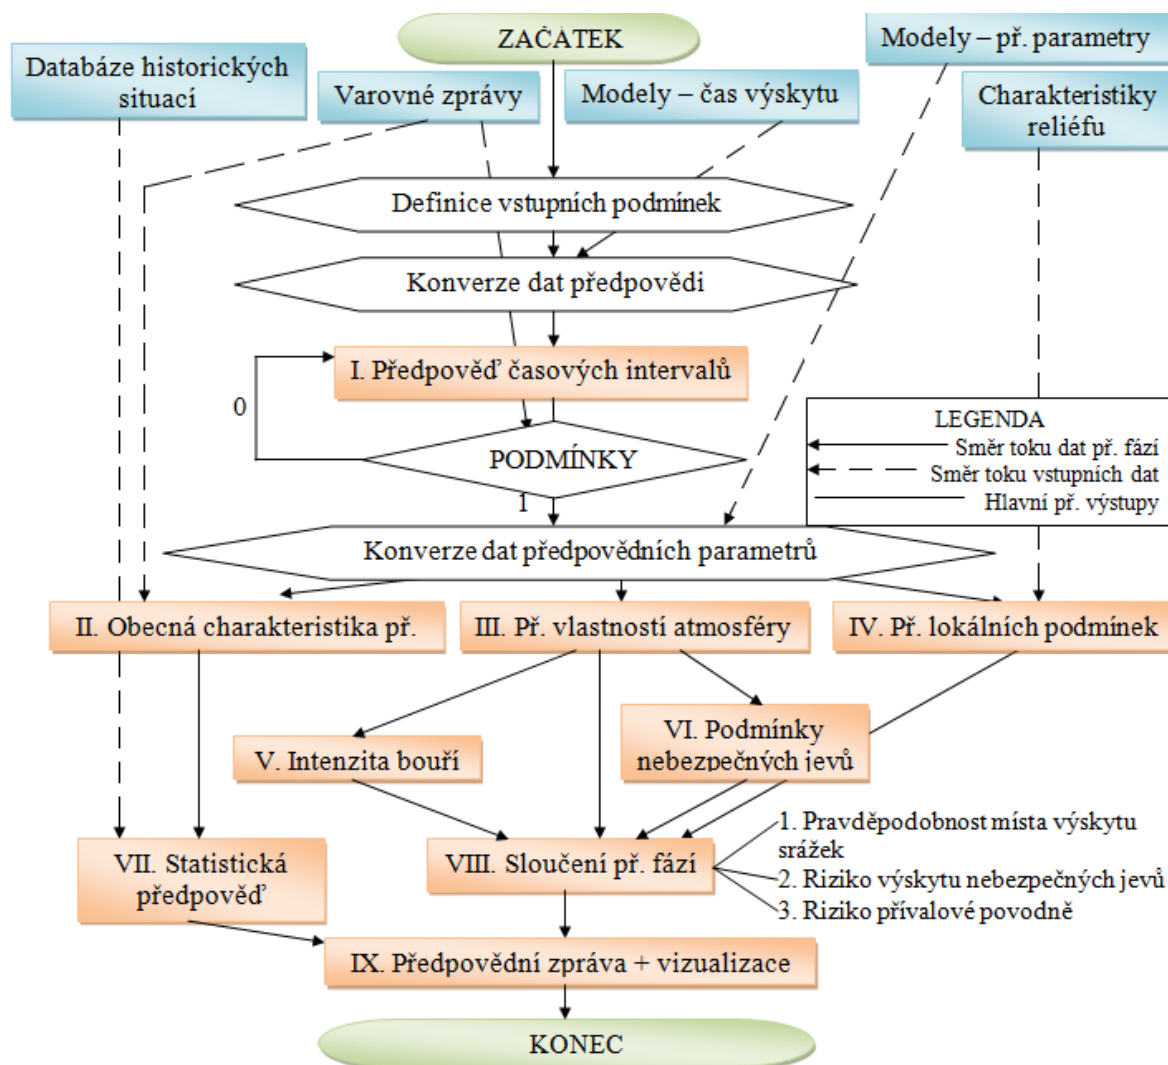 ZAČÁTEK
Modely – př. parametry
Databáze historických
situací
Varovné zprávy
Modely – čas výskytu
Charakteristiky
reliéfu
Definice vstupních podmínek
Konverze dat předpovědi
I. Předpověď časových intervalů
0
PODMÍNKY
1
LEGENDA
Směr toku dat př. fází
Směr toku vstupních dat
Hlavní př. výstupy
Konverze dat předpovědních parametrů
II. Obecná charakteristika př.
III. Př. vlastností atmosféry
IV. Př. lokálních podmínek
V. Intenzita bouří
VI. Podmínky
nebezpečných jevů
VII. Statistická
předpověď
VIII. Sloučení př. fází
1. Pravděpodobnost místa výskytu
srážek
2. Riziko výskytu nebezpečných jevů
3. Riziko přívalové povodně
IX. Předpovědní zpráva + vizualizace
KONEC